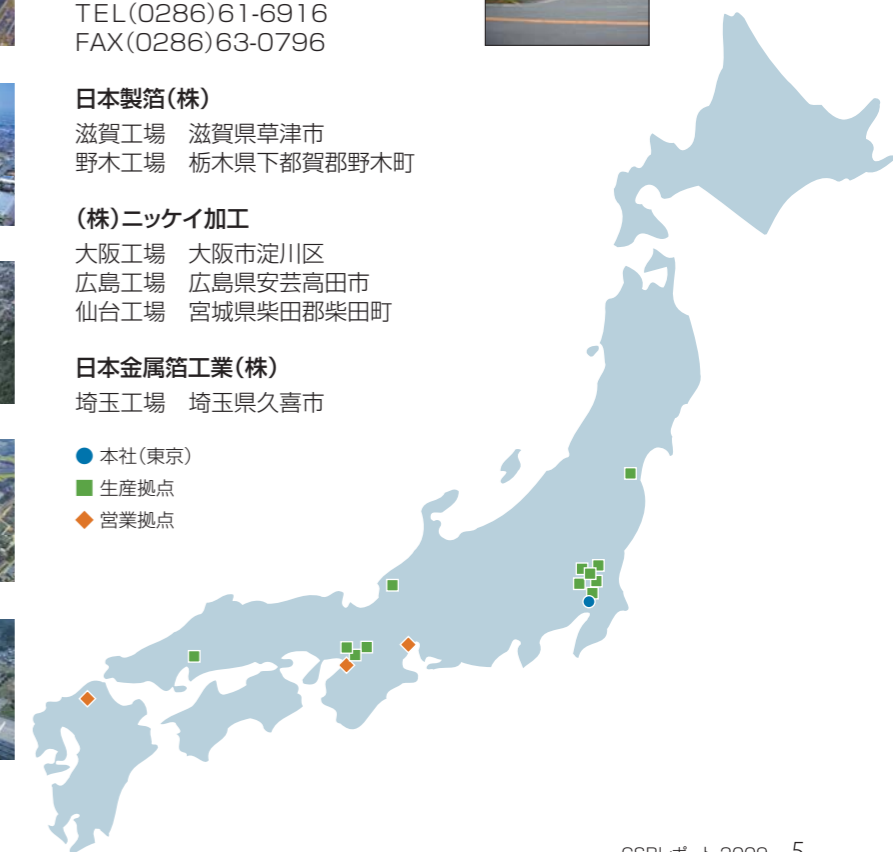 TEL(0286)61-6916
FAX(0286)63-0796
日本製箔(株)
滋賀工場　滋賀県草津市
野木工場　栃木県下都賀郡野木町
(株)ニッケイ加工
大阪工場　大阪市淀川区
広島工場　広島県安芸高田市
仙台工場　宮城県柴田郡柴田町
日本金属箔工業(株)
埼玉工場　埼玉県久喜市
本社(東京)
生産拠点
営業拠点
5